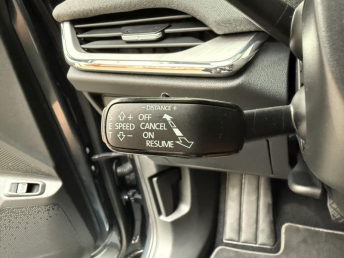 - DISTANCE +
+ OFF
E SPEED CANCEL
T - ON
RESUME